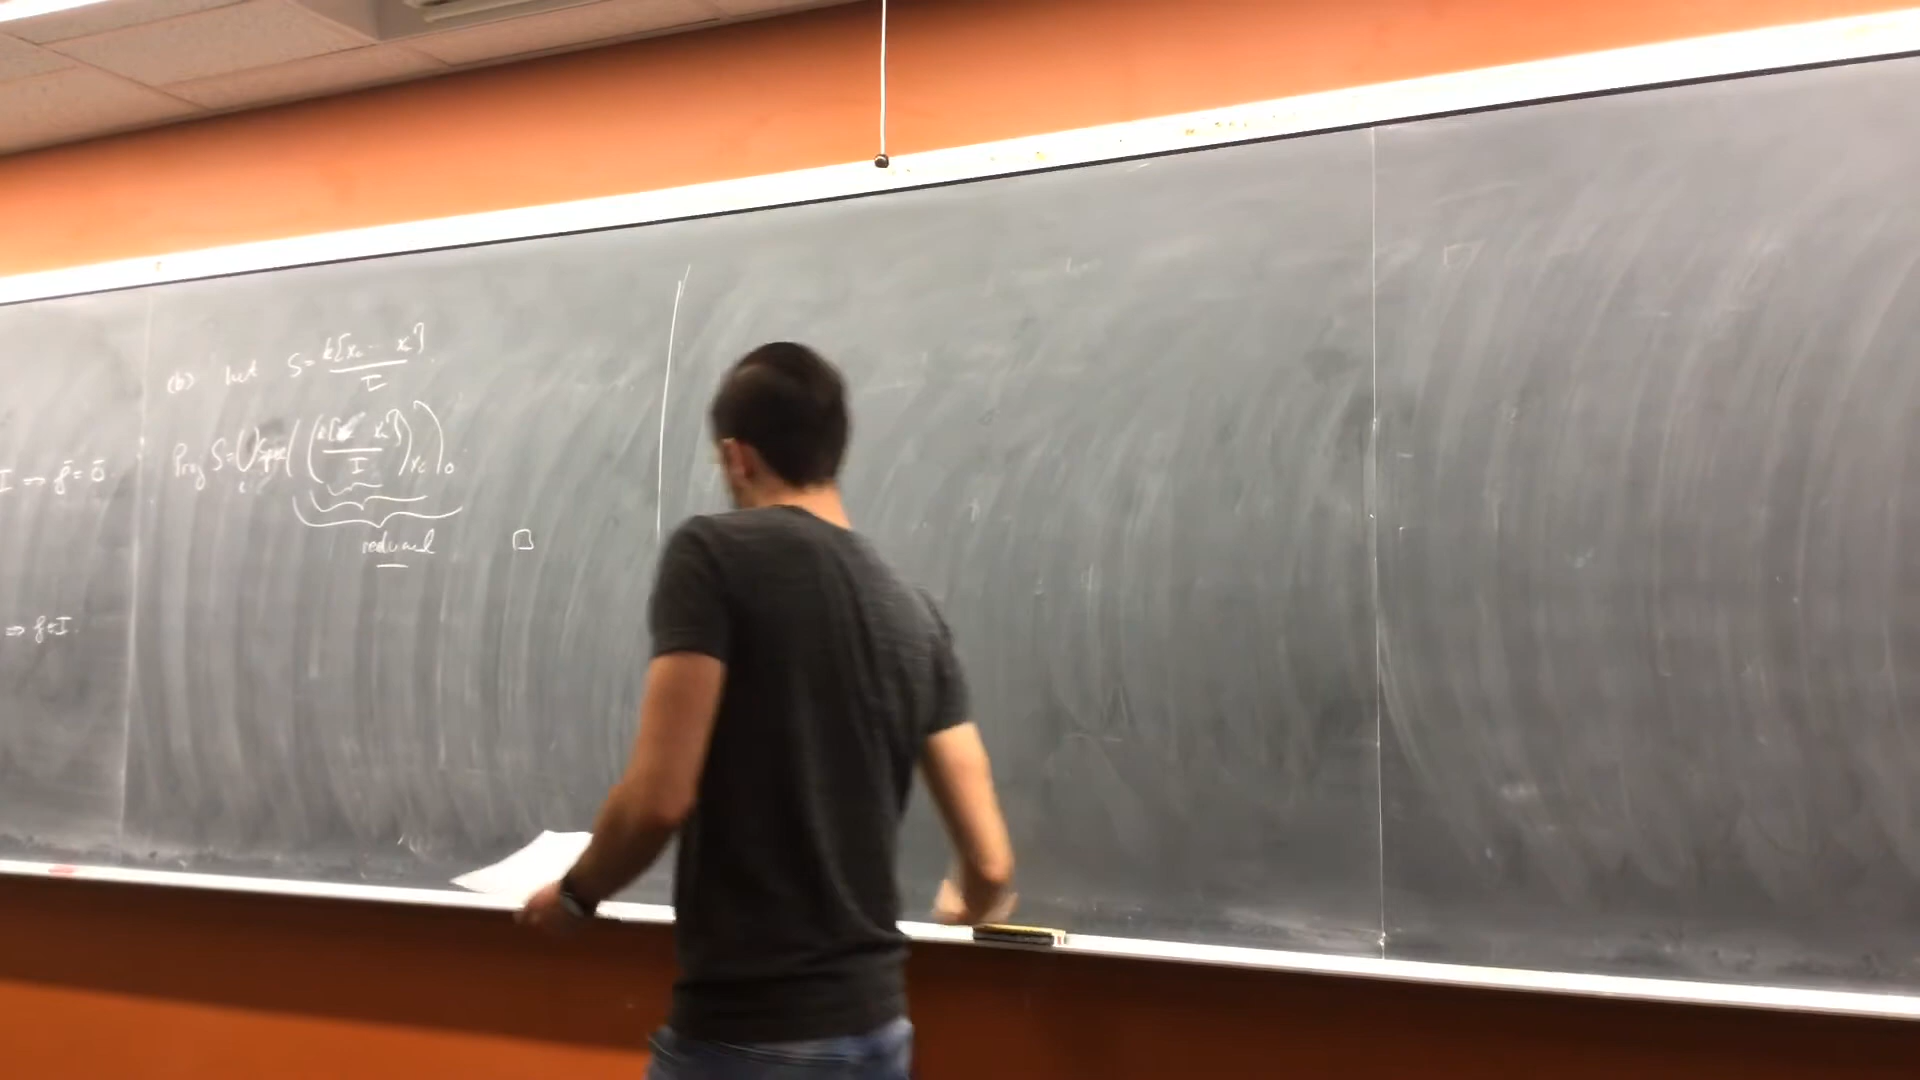 I ⇒ f̄ = 0̄.
⇒ f∈I.
(b) let S = k[x₀ ... xₙ] / I
Proj S = ⋃ᵢ Spec ( ( k[x₀ ... xₙ] / I )ₓᵢ )₀
reduced □